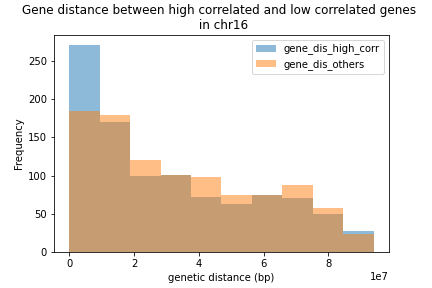 Gene distance between high correlated and low correlated genes
in chr16
gene_dis_high_corr
gene_dis_others
Frequency
250
200
150
100
50
0
0 2 4 6 8
1e7
genetic distance (bp)